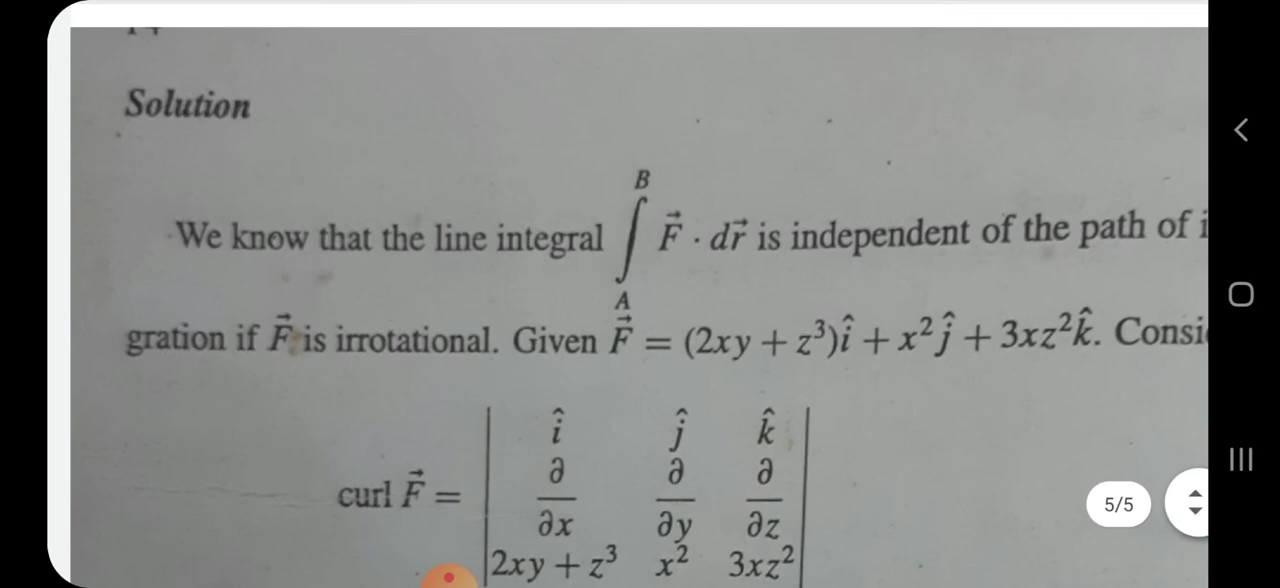 Solution
We know that the line integral ∫_A^B F⃗ · dr⃗ is independent of the path of i
gration if F⃗ is irrotational. Given F⃗ = (2xy + z³)î + x²ĵ + 3xz²k̂. Consi
curl F⃗ = | î ĵ k̂
∂/∂x ∂/∂y ∂/∂z
2xy + z³ x² 3xz² |
5/5